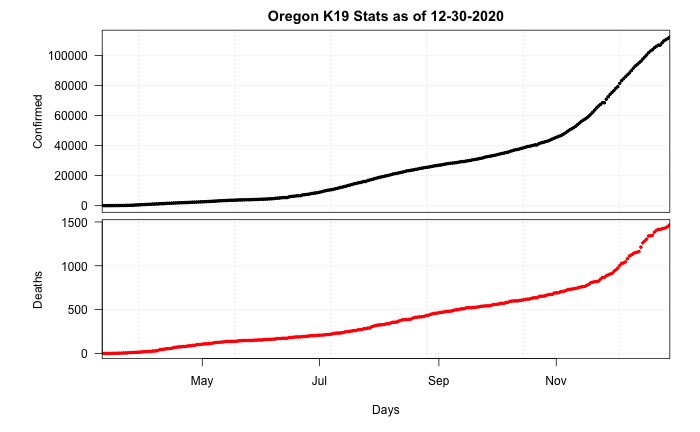 Oregon K19 Stats as of 12-30-2020
Confirmed
100000
80000
60000
40000
20000
0
Deaths
1500
1000
500
0
May Jul Sep Nov
Days